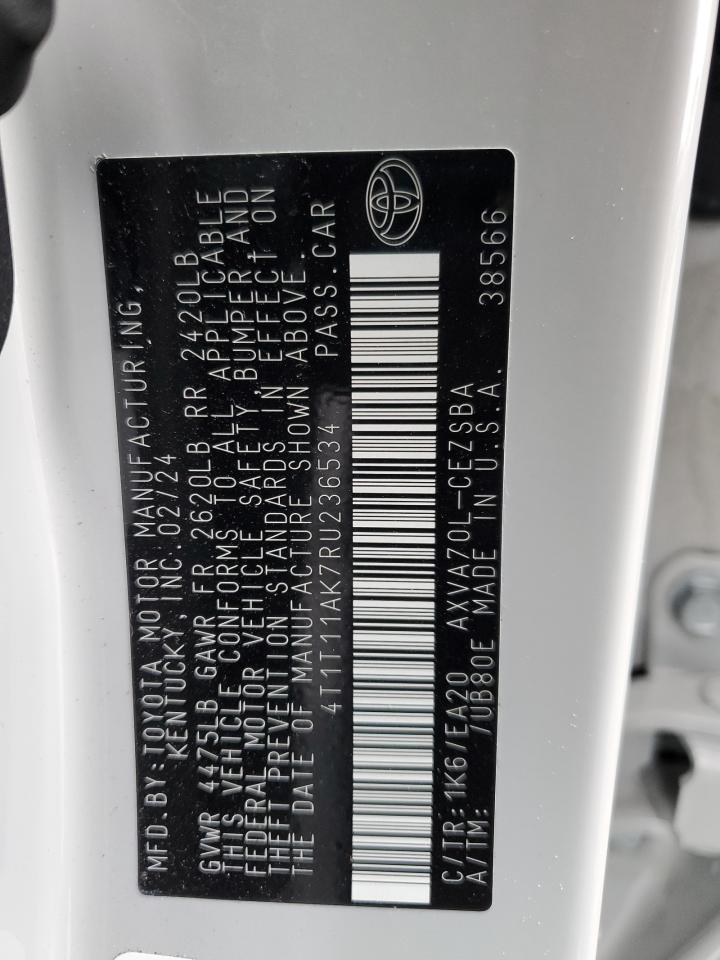 MFD.BY:TOYOTA MOTOR MANUFACTURING,
KENTUCKY, INC.02/24
GVWR 4475LB GAWR FR 2620LB RR 2420LB
THIS VEHICLE CONFORMS TO ALL APPLICABLE
FEDERAL MOTOR VEHICLE SAFETY, BUMPER, AND
THEFT PREVENTION STANDARDS IN EFFECT ON
THE DATE OF MANUFACTURE SHOWN ABOVE.
4T1T11AK7RU236534 PASS.CAR
C/TR:1K6/EA20 AXVA70L-CEZSBA
A/TM: /UB80E MADE IN U.S.A. 38566